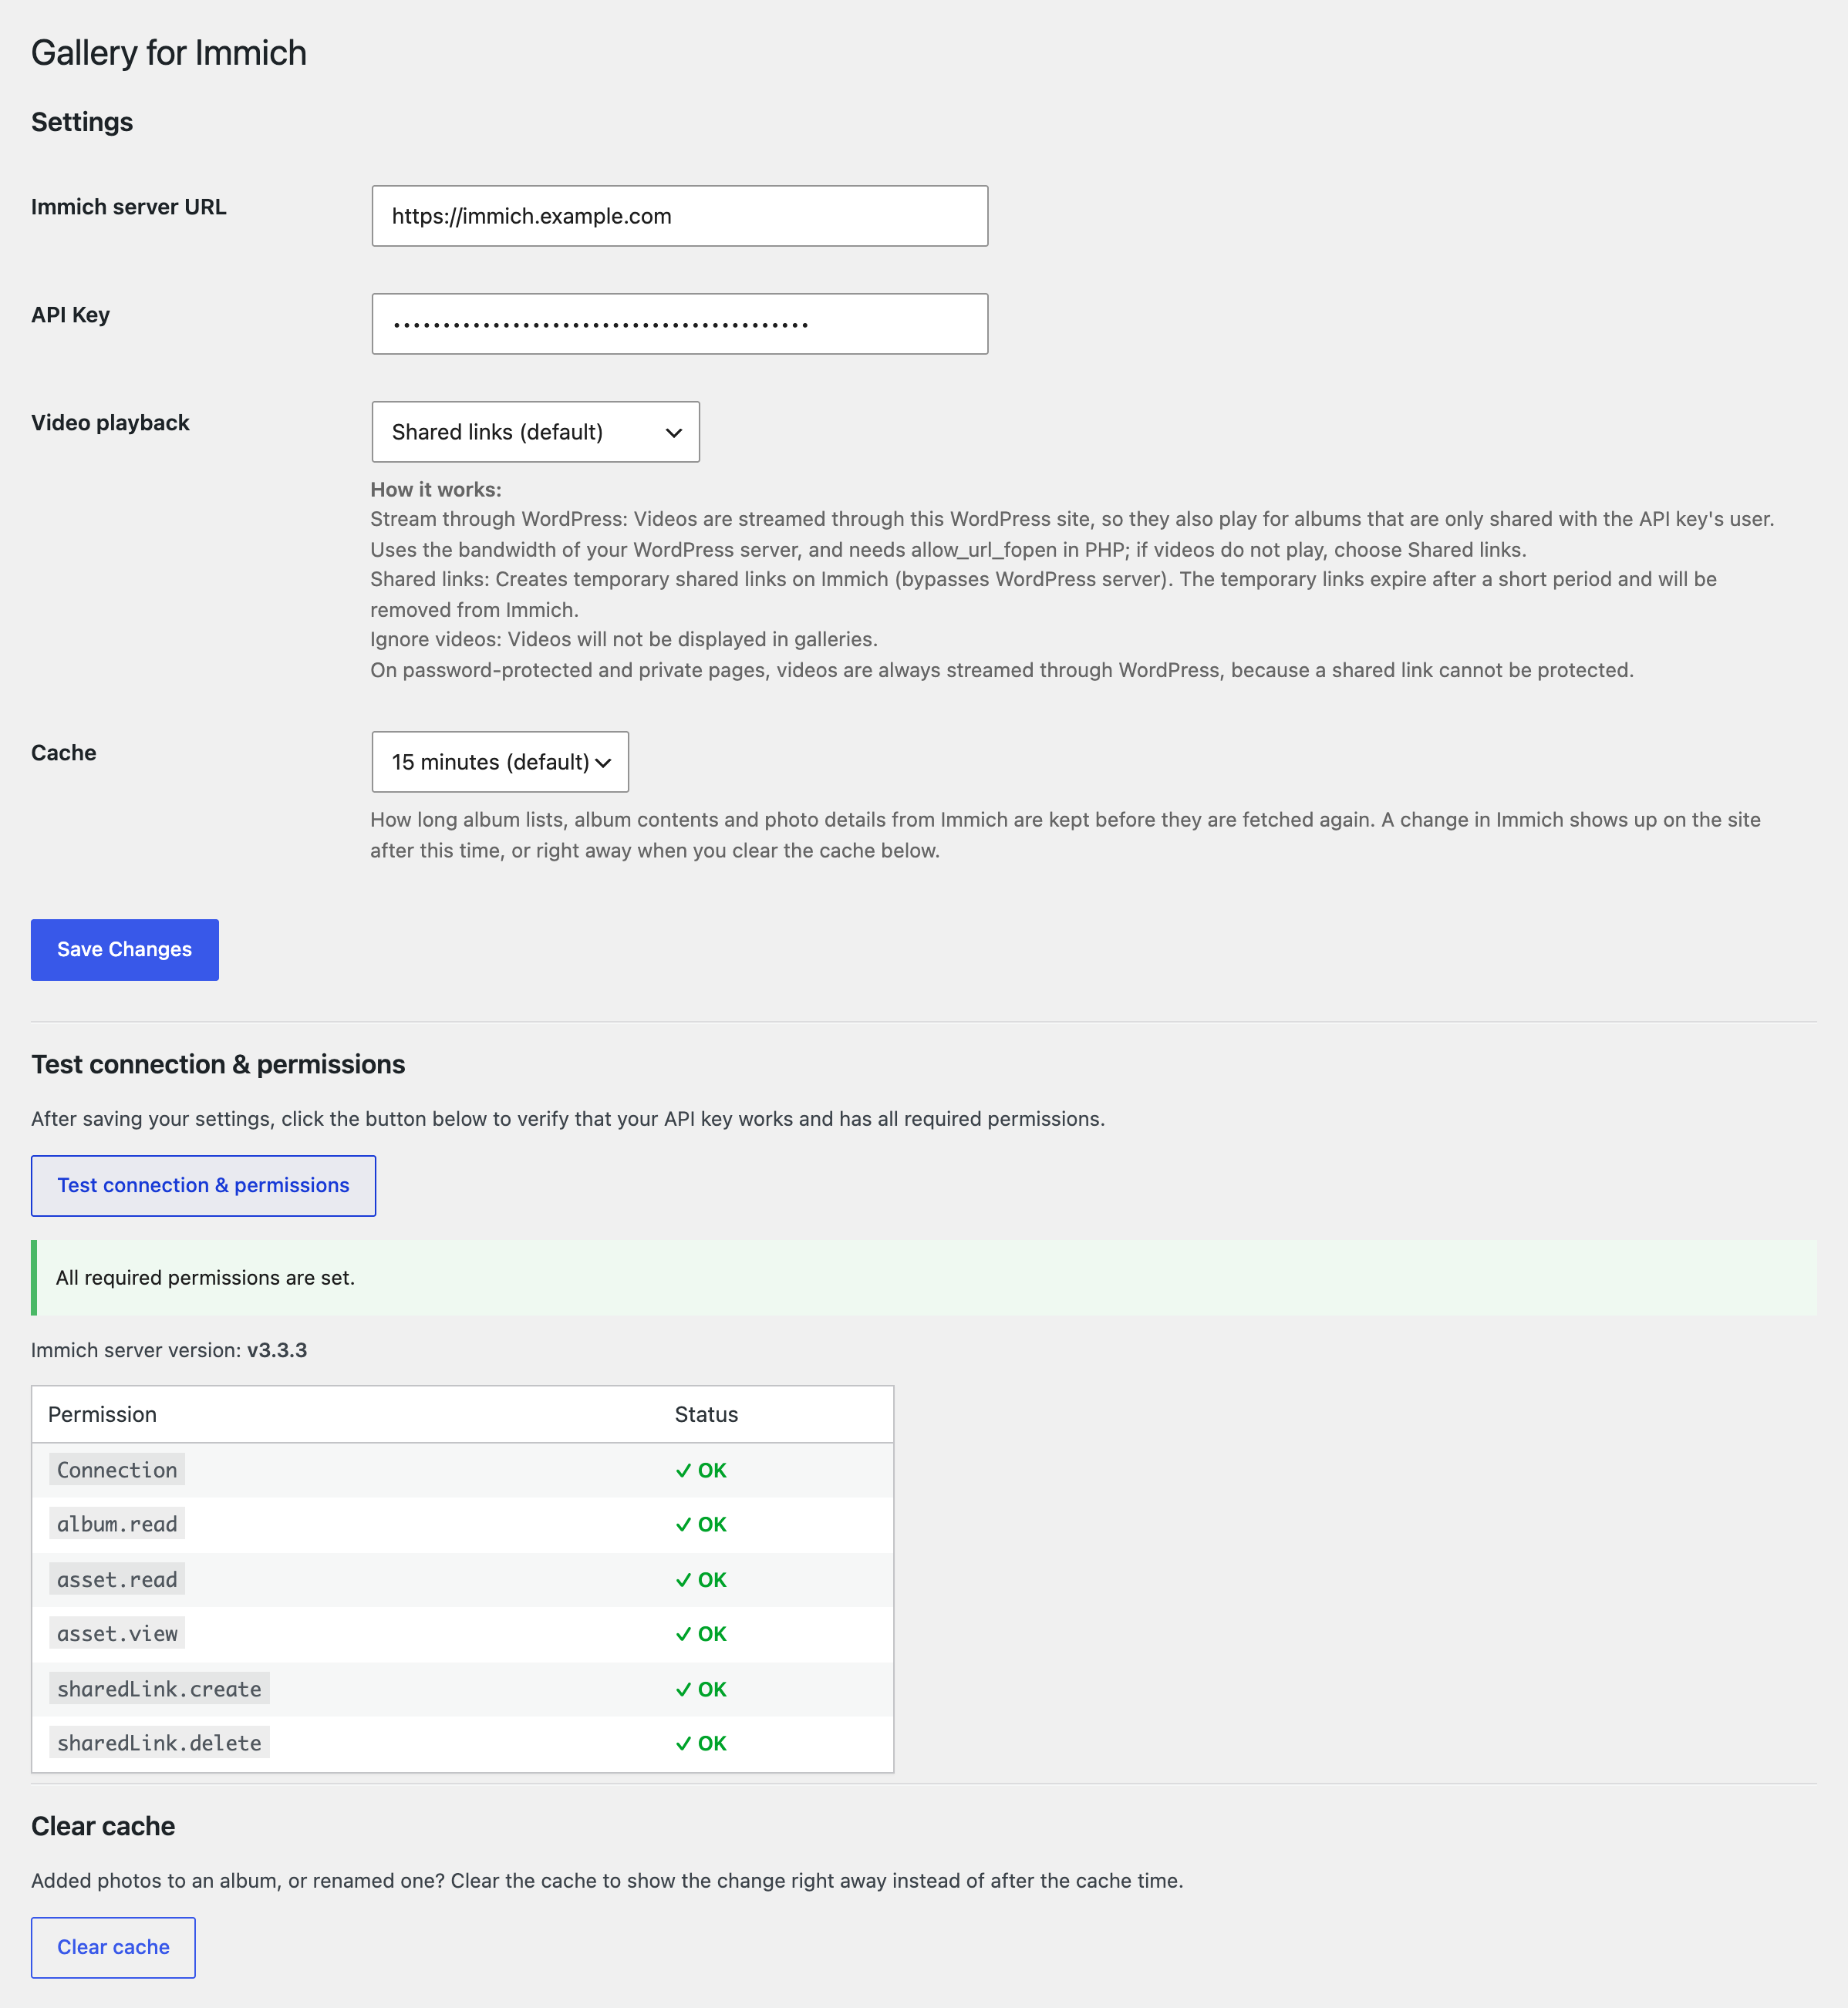 Gallery for Immich
Settings
Immich server URL
https://immich.example.com
API Key
••••••••••••••••••••••••••••••••••••••••••
Video playback
Shared links (default)
How it works:
Stream through WordPress: Videos are streamed through this WordPress site, so they also play for albums that are only shared with the API key's user.
Uses the bandwidth of your WordPress server, and needs allow_url_fopen in PHP; if videos do not play, choose Shared links.
Shared links: Creates temporary shared links on Immich (bypasses WordPress server). The temporary links expire after a short period and will be
removed from Immich.
Ignore videos: Videos will not be displayed in galleries.
On password-protected and private pages, videos are always streamed through WordPress, because a shared link cannot be protected.
Cache
15 minutes (default)
How long album lists, album contents and photo details from Immich are kept before they are fetched again. A change in Immich shows up on the site
after this time, or right away when you clear the cache below.
Save Changes
Test connection & permissions
After saving your settings, click the button below to verify that your API key works and has all required permissions.
Test connection & permissions
All required permissions are set.
Immich server version: v3.3.3
Permission Status
Connection ✓ OK
album.read ✓ OK
asset.read ✓ OK
asset.view ✓ OK
sharedLink.create ✓ OK
sharedLink.delete ✓ OK
Clear cache
Added photos to an album, or renamed one? Clear the cache to show the change right away instead of after the cache time.
Clear cache